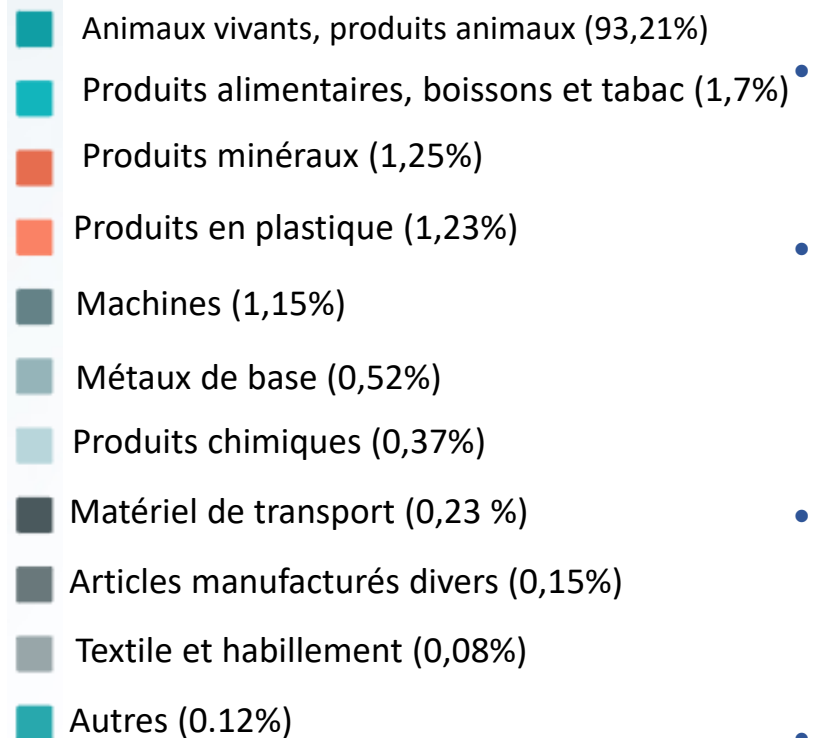 Animaux vivants, produits animaux (93,21%)
Produits alimentaires, boissons et tabac (1,7%)
Produits minéraux (1,25%)
Produits en plastique (1,23%)
Machines (1,15%)
Métaux de base (0,52%)
Produits chimiques (0,37%)
Matériel de transport (0,23 %)
Articles manufacturés divers (0,15%)
Textile et habillement (0,08%)
Autres (0.12%)